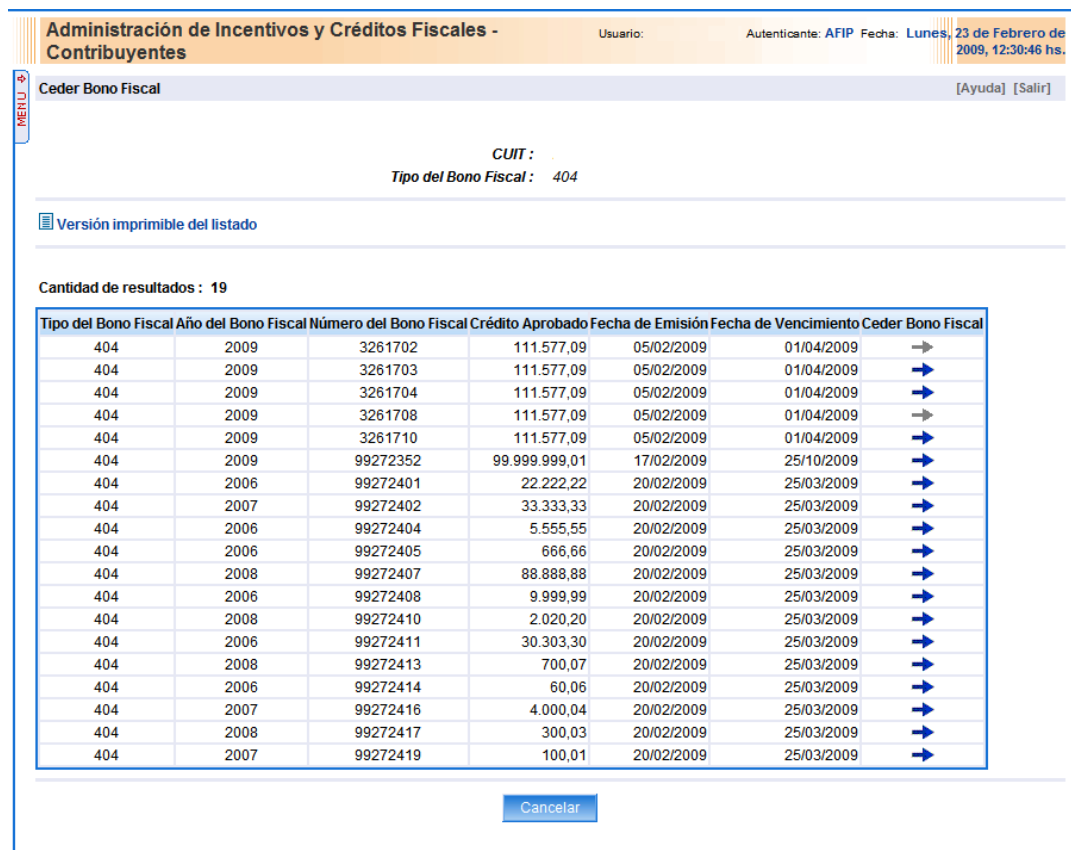 Administración de Incentivos y Créditos Fiscales - Contribuyentes
Usuario:
Autenticante: AFIP Fecha: Lunes, 23 de Febrero de 2009, 12:30:46 hs.
MENU
Ceder Bono Fiscal [Ayuda] [Salir]
CUIT :
Tipo del Bono Fiscal : 404
Versión imprimible del listado
Cantidad de resultados : 19
Tipo del Bono Fiscal Año del Bono Fiscal Número del Bono Fiscal Crédito Aprobado Fecha de Emisión Fecha de Vencimiento Ceder Bono Fiscal
404 2009 3261702 111.577,09 05/02/2009 01/04/2009
404 2009 3261703 111.577,09 05/02/2009 01/04/2009
404 2009 3261704 111.577,09 05/02/2009 01/04/2009
404 2009 3261708 111.577,09 05/02/2009 01/04/2009
404 2009 3261710 111.577,09 05/02/2009 01/04/2009
404 2009 99272352 99.999.999,01 17/02/2009 25/10/2009
404 2006 99272401 22.222,22 20/02/2009 25/03/2009
404 2007 99272402 33.333,33 20/02/2009 25/03/2009
404 2006 99272404 5.555,55 20/02/2009 25/03/2009
404 2006 99272405 666,66 20/02/2009 25/03/2009
404 2008 99272407 88.888,88 20/02/2009 25/03/2009
404 2006 99272408 9.999,99 20/02/2009 25/03/2009
404 2008 99272410 2.020,20 20/02/2009 25/03/2009
404 2006 99272411 30.303,30 20/02/2009 25/03/2009
404 2008 99272413 700,07 20/02/2009 25/03/2009
404 2006 99272414 60,06 20/02/2009 25/03/2009
404 2007 99272416 4.000,04 20/02/2009 25/03/2009
404 2008 99272417 300,03 20/02/2009 25/03/2009
404 2007 99272419 100,01 20/02/2009 25/03/2009
Cancelar